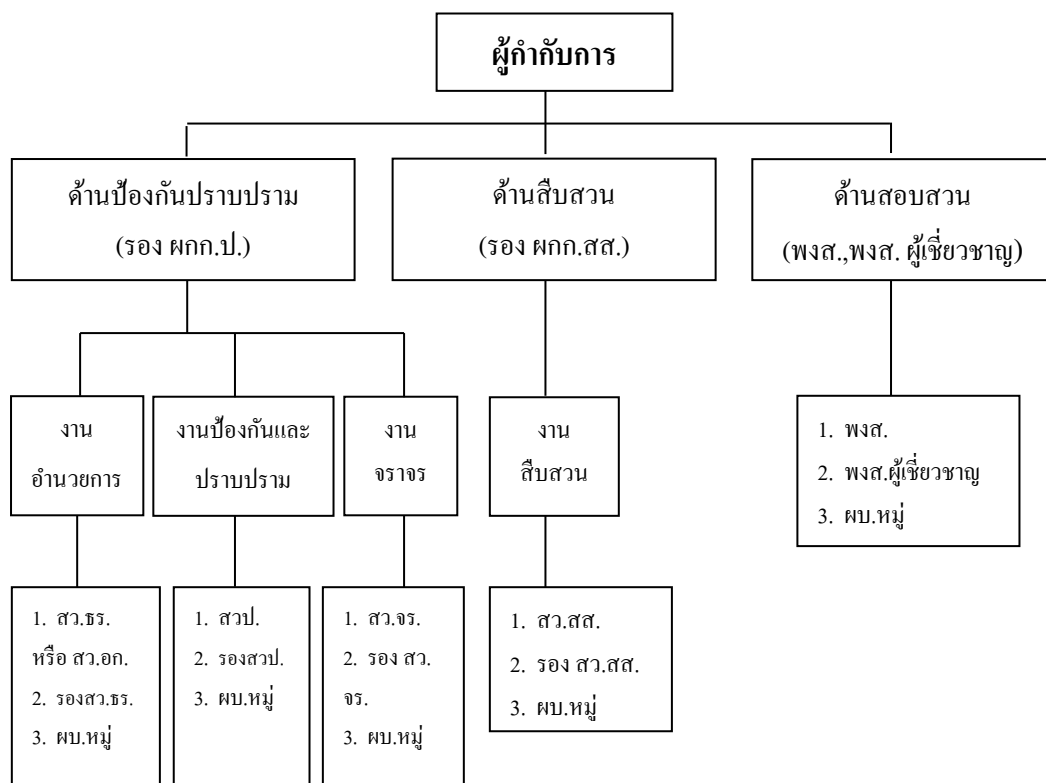 ผู้กำกับการ
ด้านป้องกันปราบปราม
(รอง ผกก.ป.)
ด้านสืบสวน
(รอง ผกก.สส.)
ด้านสอบสวน
(พงส.,พงส. ผู้เชี่ยวชาญ)
งาน
อำนวยการ
งานป้องกันและ
ปราบปราม
งาน
จราจร
งาน
สืบสวน
1. พงส.
2. พงส.ผู้เชี่ยวชาญ
3. ผบ.หมู่
1. สว.ธร.
หรือ สว.อก.
2. รองสว.ธร.
3. ผบ.หมู่
1. สวป.
2. รองสวป.
3. ผบ.หมู่
1. สว.จร.
2. รอง สว.
จร.
3. ผบ.หมู่
1. สว.สส.
2. รอง สว.สส.
3. ผบ.หมู่